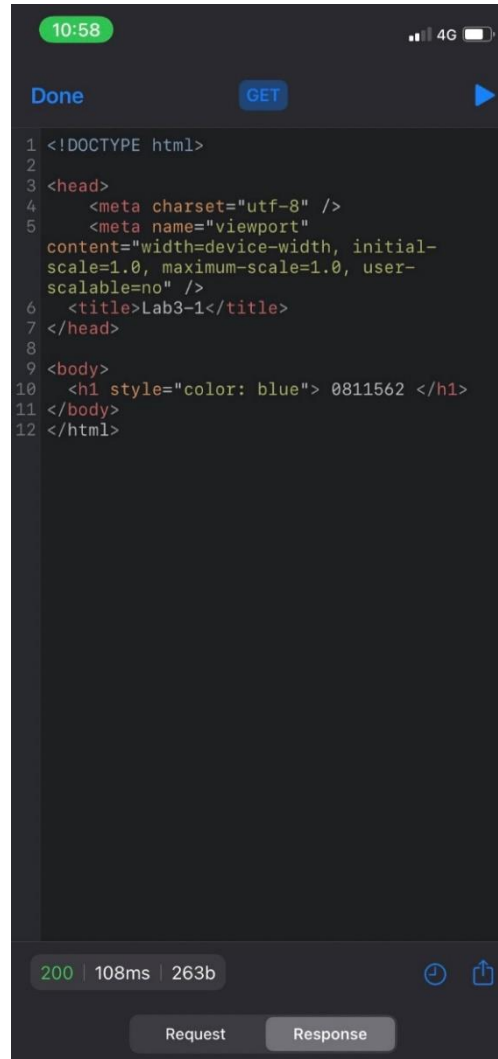 10:58
4G
Done
GET
1 <!DOCTYPE html>
2
3 <head>
4 <meta charset="utf-8" />
5 <meta name="viewport"
content="width=device-width, initial-
scale=1.0, maximum-scale=1.0, user-
scalable=no" />
6 <title>Lab3-1</title>
7 </head>
8
9 <body>
10 <h1 style="color: blue"> 0811562 </h1>
11 </body>
12 </html>
200 | 108ms | 263b
Request Response